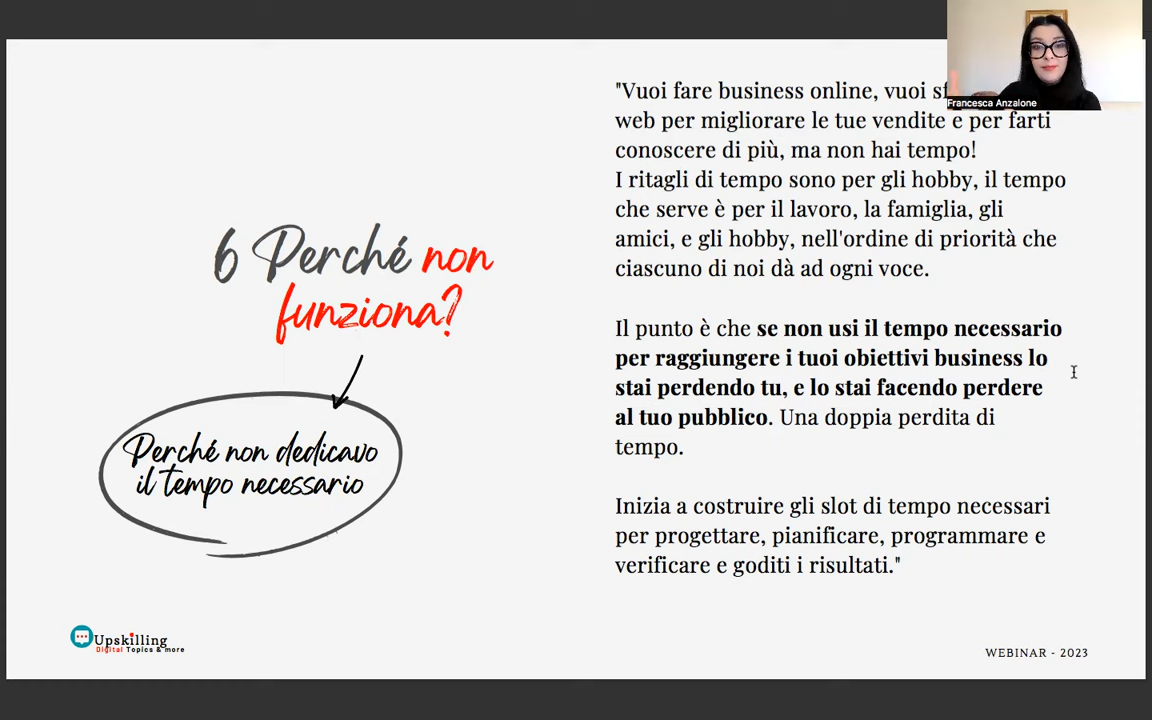 "Vuoi fare business online, vuoi
web per migliorare le tue vendite e per farti
conoscere di più, ma non hai tempo!
I ritagli di tempo sono per gli hobby, il tempo
che serve è per il lavoro, la famiglia, gli
amici, e gli hobby, nell'ordine di priorità che
ciascuno di noi dà ad ogni voce.
Il punto è che se non usi il tempo necessario
per raggiungere i tuoi obiettivi business lo
stai perdendo tu, e lo stai facendo perdere
al tuo pubblico. Una doppia perdita di
tempo.
Inizia a costruire gli slot di tempo necessari
per progettare, pianificare, programmare e
verificare e goditi i risultati."
Francesca Anzalone
6 Perché non
funziona?
Perché non dedicavo
il tempo necessario
Upskilling
Digital Topics & more
WEBINAR - 2023